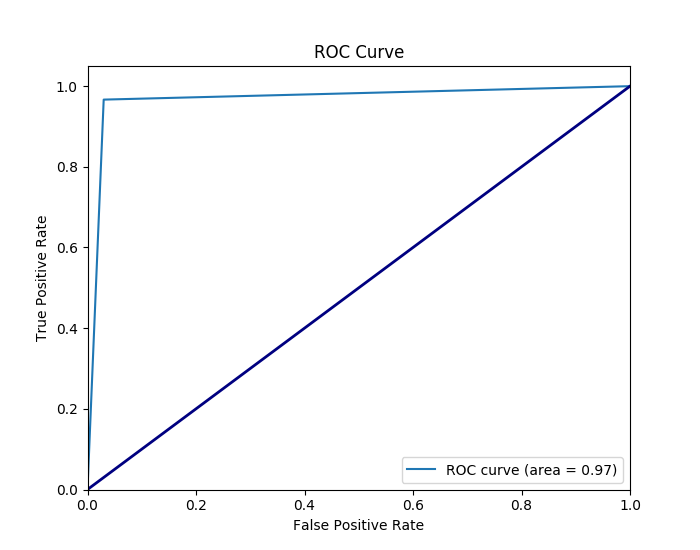 ROC Curve
1.0
0.8
0.6
0.4
0.2
0.0
True Positive Rate
ROC curve (area = 0.97)
0.0 0.2 0.4 0.6 0.8 1.0
False Positive Rate